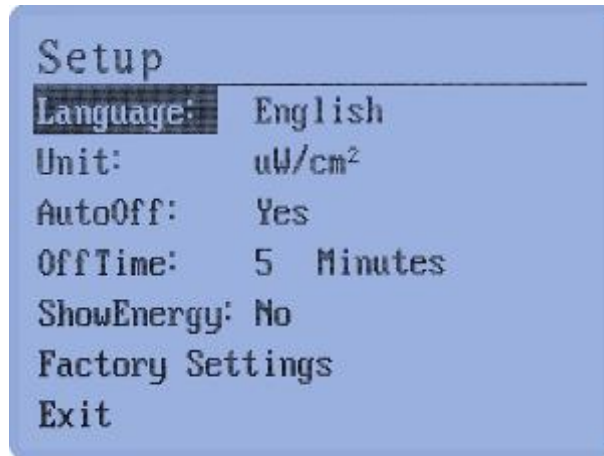 Setup
Language: English
Unit: uW/cm²
AutoOff: Yes
OffTime: 5 Minutes
ShowEnergy: No
Factory Settings
Exit